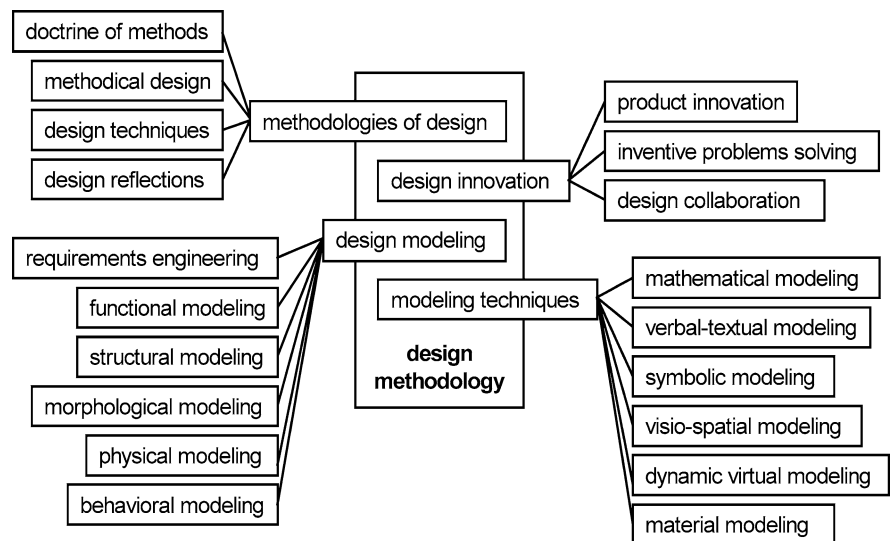 doctrine of methods
methodical design
design techniques
design reflections
methodologies of design
product innovation
inventive problems solving
design collaboration
design innovation
design modeling
requirements engineering
functional modeling
structural modeling
morphological modeling
physical modeling
behavioral modeling
modeling techniques
mathematical modeling
verbal-textual modeling
symbolic modeling
visio-spatial modeling
dynamic virtual modeling
material modeling
design
methodology